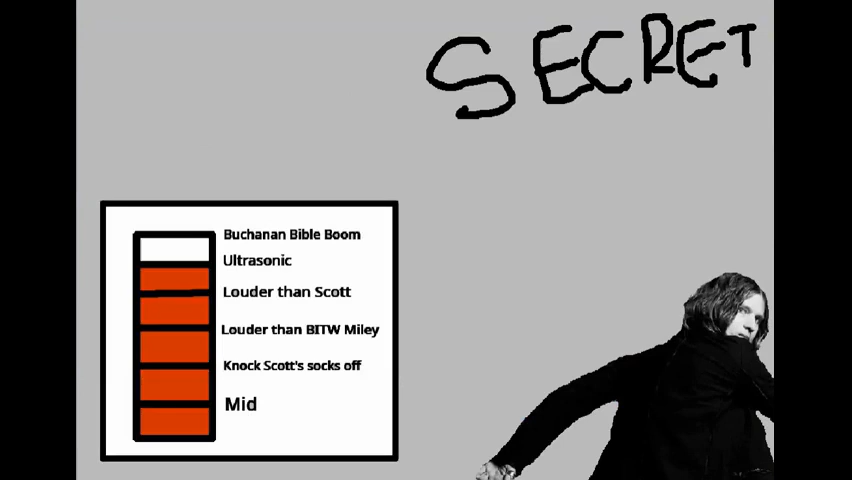 SECRET
Buchanan Bible Boom
Ultrasonic
Louder than Scott
Louder than BITW Miley
Knock Scott's socks off
Mid